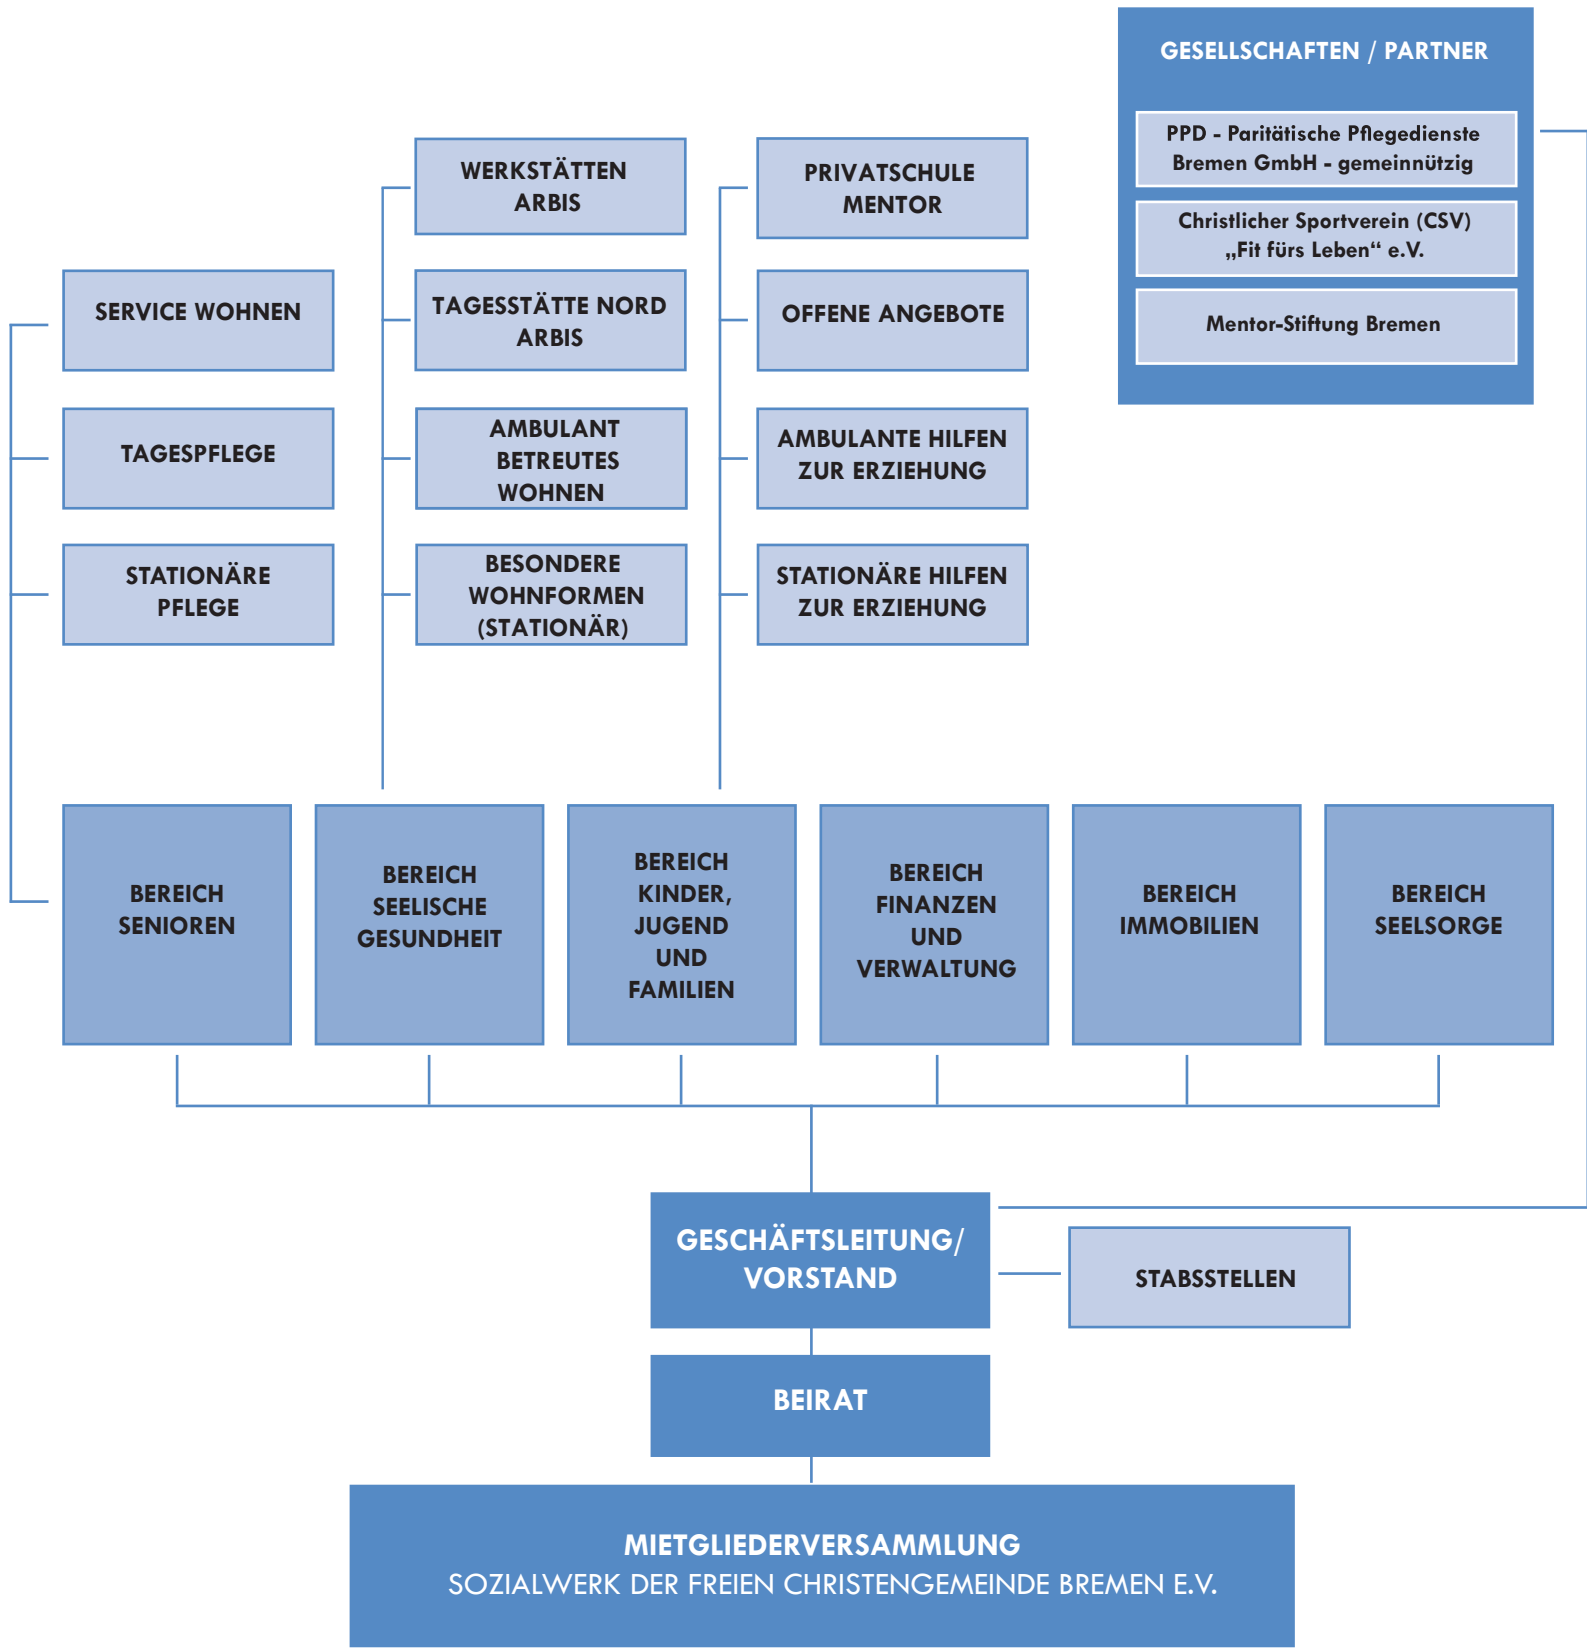 GESELLSCHAFTEN / PARTNER
PPD - Paritätische Pflegedienste
Bremen GmbH - gemeinnützig
Christlicher Sportverein (CSV)
„Fit fürs Leben“ e.V.
Mentor-Stiftung Bremen
WERKSTÄTTEN
ARBIS
PRIVATSCHULE
MENTOR
SERVICE WOHNEN
TAGESSTÄTTE NORD
ARBIS
OFFENE ANGEBOTE
TAGESPFLEGE
AMBULANT
BETREUTES
WOHNEN
AMBULANTE HILFEN
ZUR ERZIEHUNG
STATIONÄRE
PFLEGE
BESONDERE
WOHNFORMEN
(STATIONÄR)
STATIONÄRE HILFEN
ZUR ERZIEHUNG
BEREICH
SENIOREN
BEREICH
SEELISCHE
GESUNDHEIT
BEREICH
KINDER,
JUGEND
UND
FAMILIEN
BEREICH
FINANZEN
UND
VERWALTUNG
BEREICH
IMMOBILIEN
BEREICH
SEELSORGE
GESCHÄFTSLEITUNG/
VORSTAND
STABSSTELLEN
BEIRAT
MIETGLIEDERVERSAMMLUNG
SOZIALWERK DER FREIEN CHRISTENGEMEINDE BREMEN E.V.